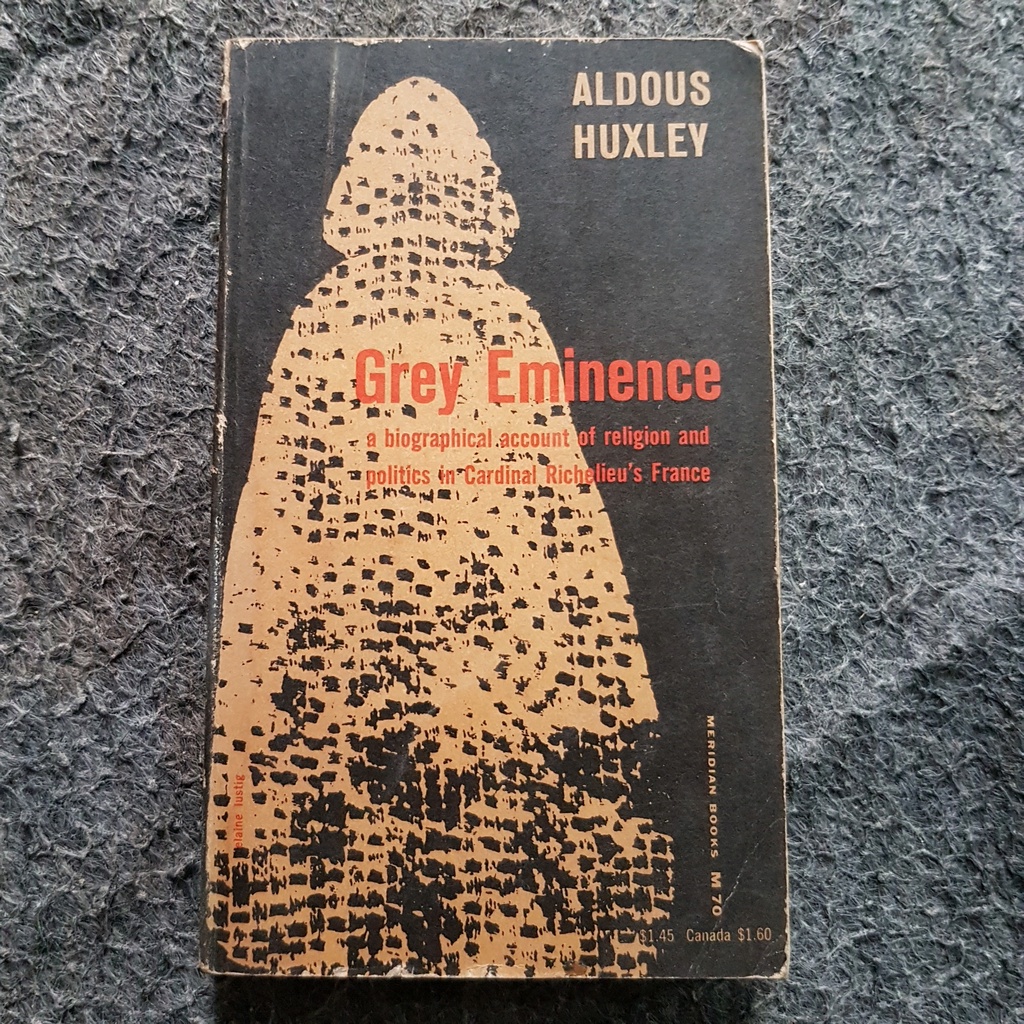 ALDOUS
HUXLEY
Grey Eminence
a biographical account of religion and
politics in Cardinal Richelieu's France
elaine lustig
MERIDIAN BOOKS M 70
$1.45 Canada $1.60